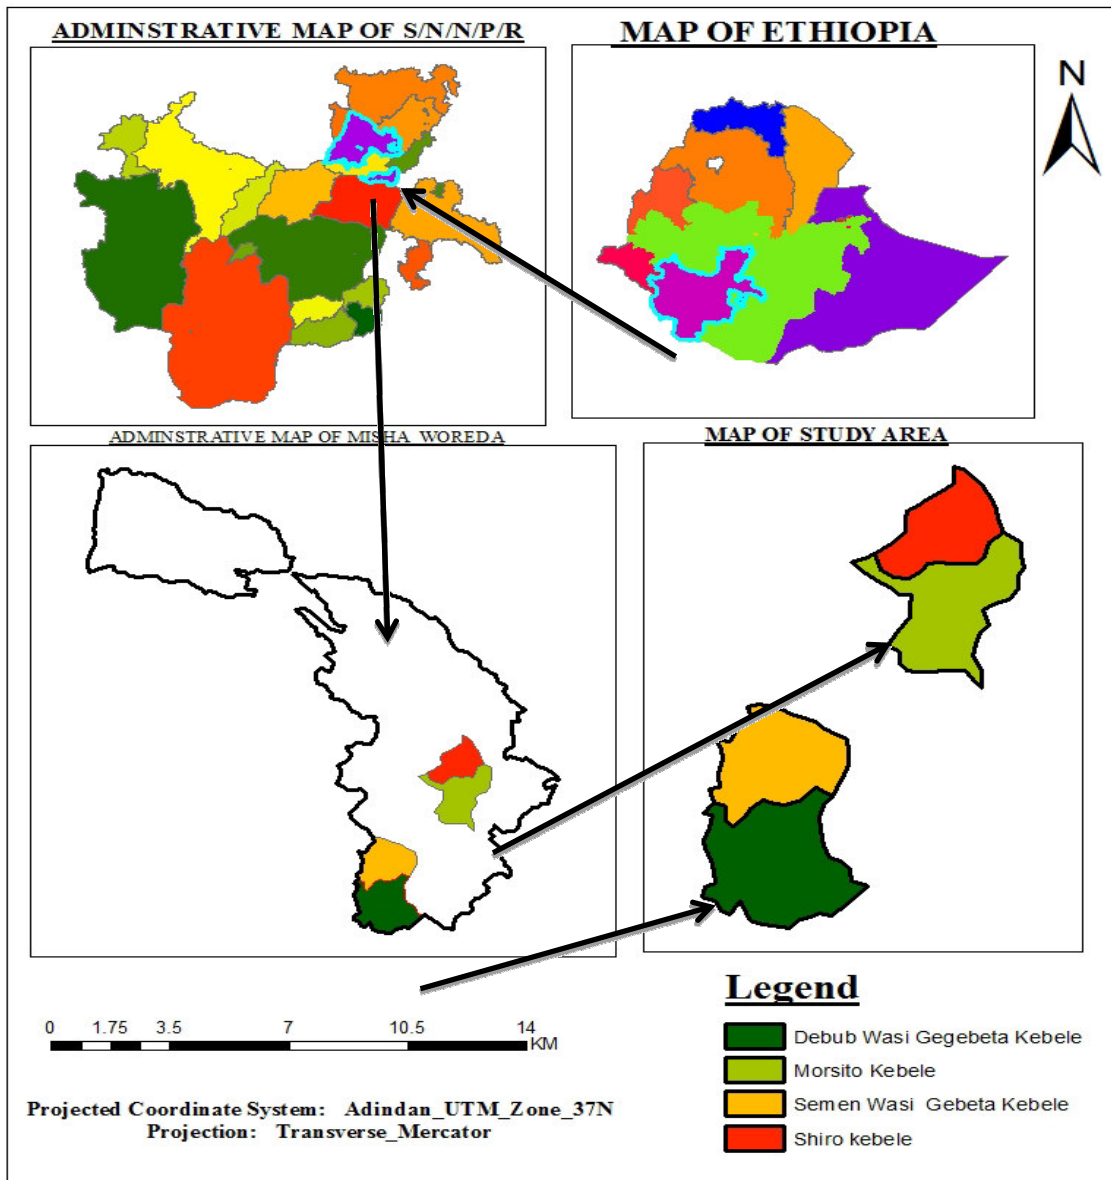 ADMINSTRATIVE MAP OF S/N/N/P/R
MAP OF ETHIOPIA
N
ADMINSTRATIVE MAP OF MISHA WOREDA
MAP OF STUDY AREA
Legend
Debub Wasi Gegebeta Kebele
Morsito Kebele
Semen Wasi Gebeta Kebele
Shiro kebele
0 1.75 3.5 7 10.5 14
KM
Projected Coordinate System: Adindan_UTM_Zone_37N
Projection: Transverse_Mercator